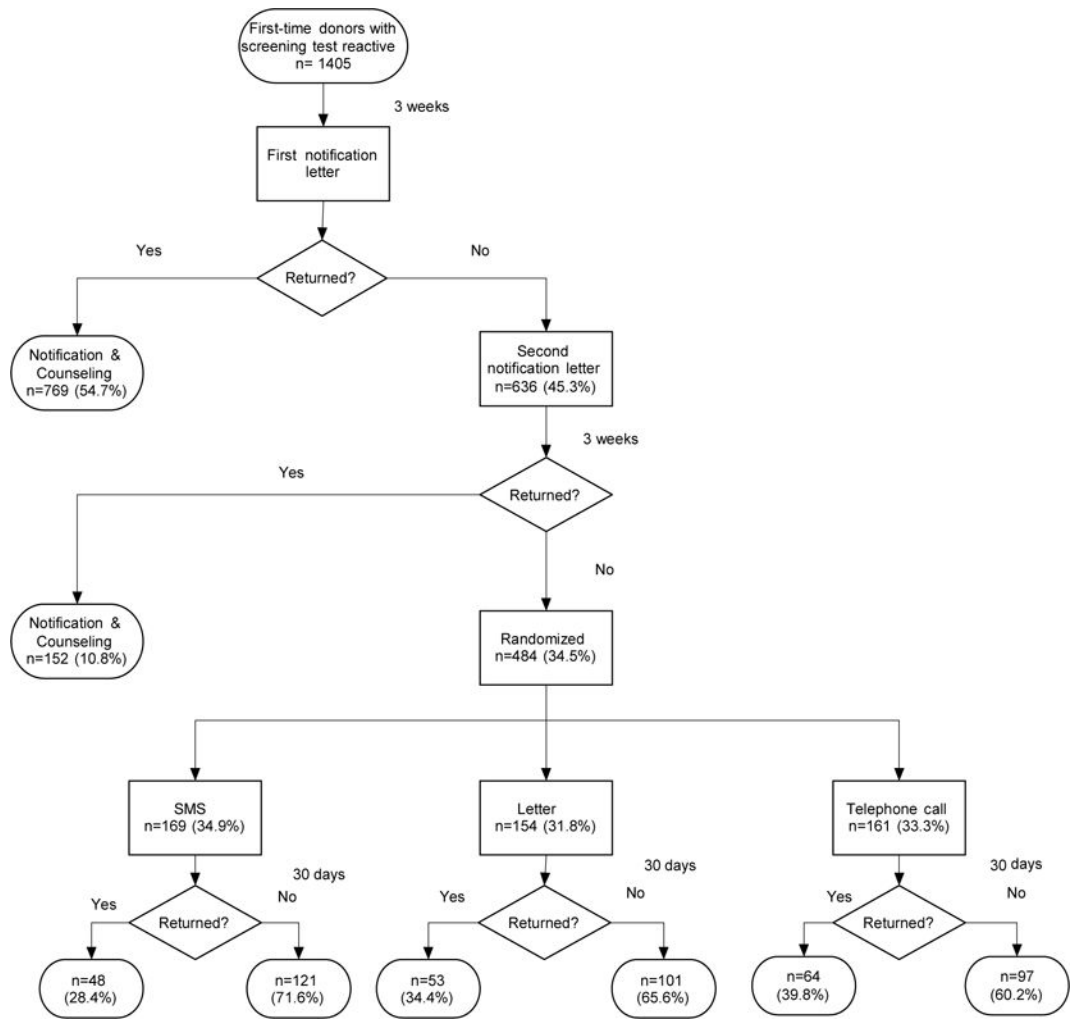 First-time donors with
screening test reactive
n= 1405
3 weeks
First notification
letter
Yes
Returned?
No
Notification &
Counseling
n=769 (54.7%)
Second
notification letter
n=636 (45.3%)
3 weeks
Yes
Returned?
No
Notification &
Counseling
n=152 (10.8%)
Randomized
n=484 (34.5%)
SMS
n=169 (34.9%)
Letter
n=154 (31.8%)
Telephone call
n=161 (33.3%)
30 days
Yes
No
Returned?
30 days
Yes
No
Returned?
30 days
Yes
No
Returned?
n=48
(28.4%)
n=121
(71.6%)
n=53
(34.4%)
n=101
(65.6%)
n=64
(39.8%)
n=97
(60.2%)